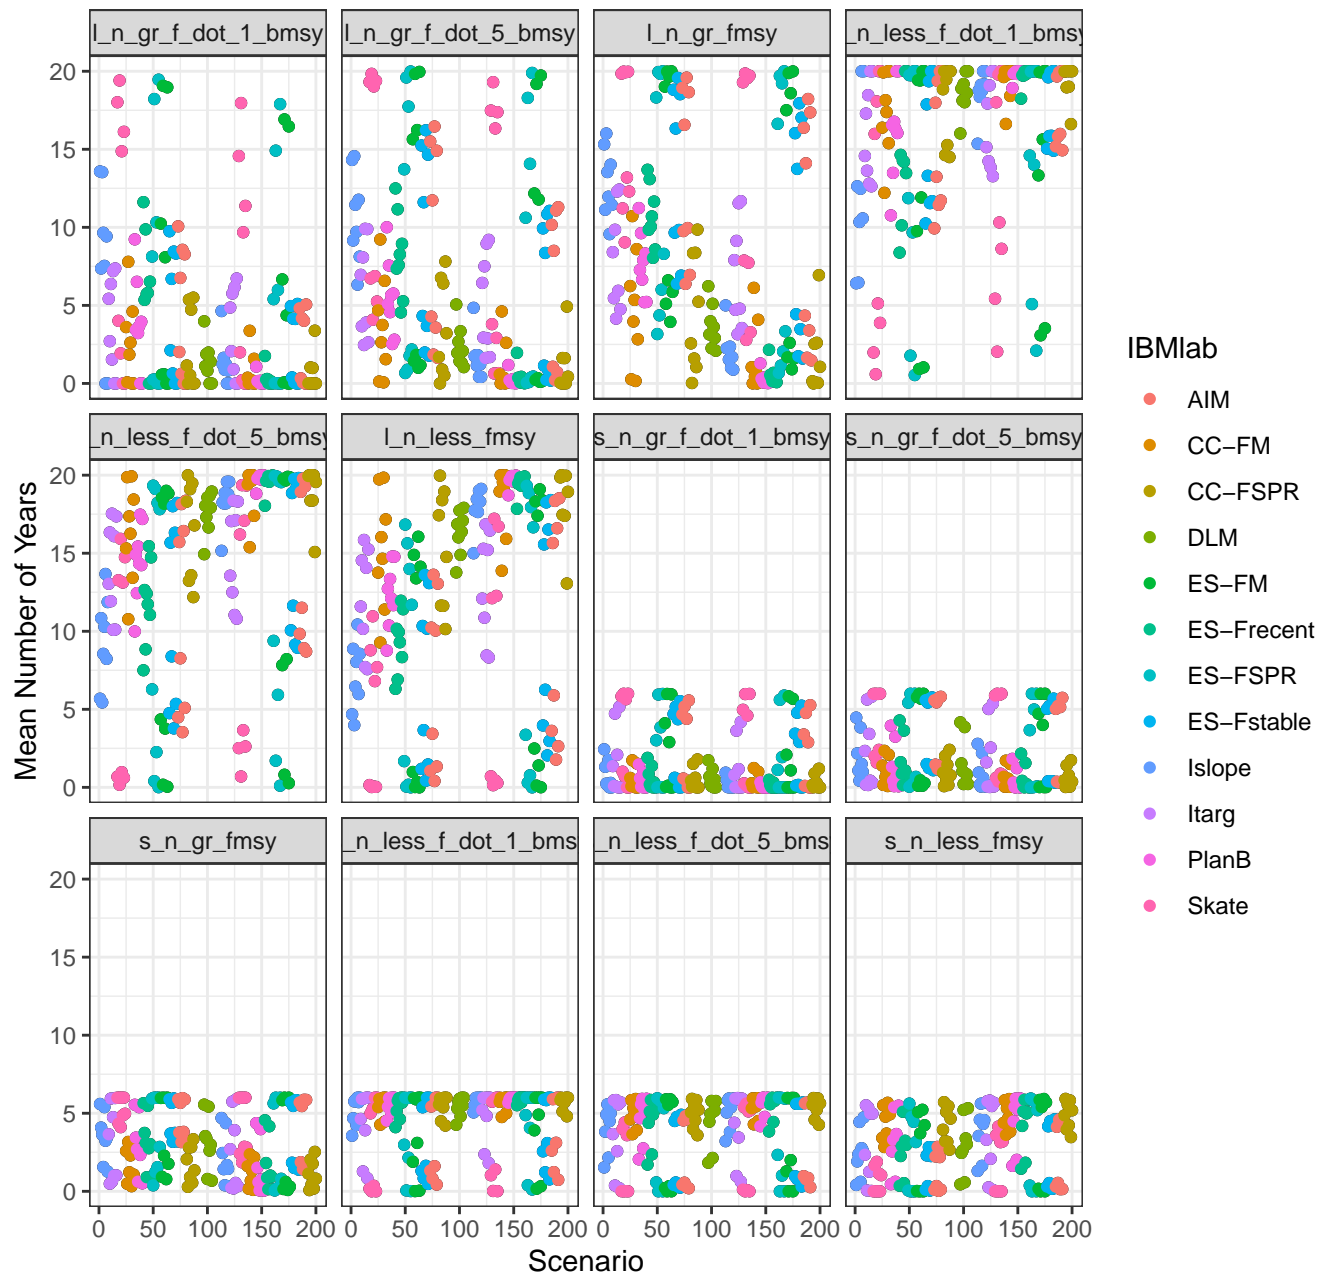 l_n_gr_f_dot_1_bmsy
l_n_gr_f_dot_5_bmsy
l_n_gr_fmsy
_n_less_f_dot_1_bmsy
20
15
10
5
0
_n_less_f_dot_5_bmsy
l_n_less_fmsy
s_n_gr_f_dot_1_bmsy
s_n_gr_f_dot_5_bmsy
20
15
10
5
0
s_n_gr_fmsy
_n_less_f_dot_1_bms
_n_less_f_dot_5_bms
s_n_less_fmsy
20
15
10
5
0
0 50 100 150 200
0 50 100 150 200
0 50 100 150 200
0 50 100 150 200
Scenario
Mean Number of Years
IBMlab
AIM
CC−FM
CC−FSPR
DLM
ES−FM
ES−Frecent
ES−FSPR
ES−Fstable
Islope
Itarg
PlanB
Skate